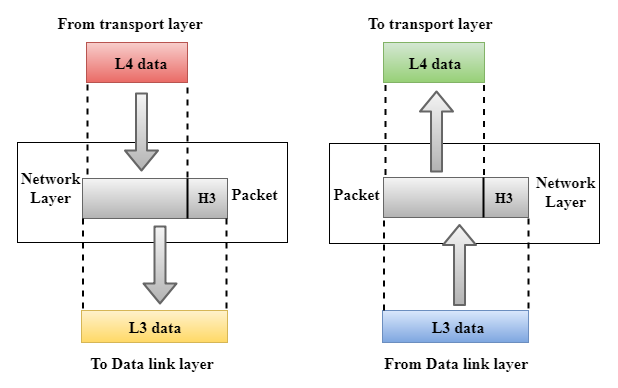 From transport layer
L4 data
Network
Layer
H3
Packet
L3 data
To Data link layer
To transport layer
L4 data
Packet
H3
Network
Layer
L3 data
From Data link layer